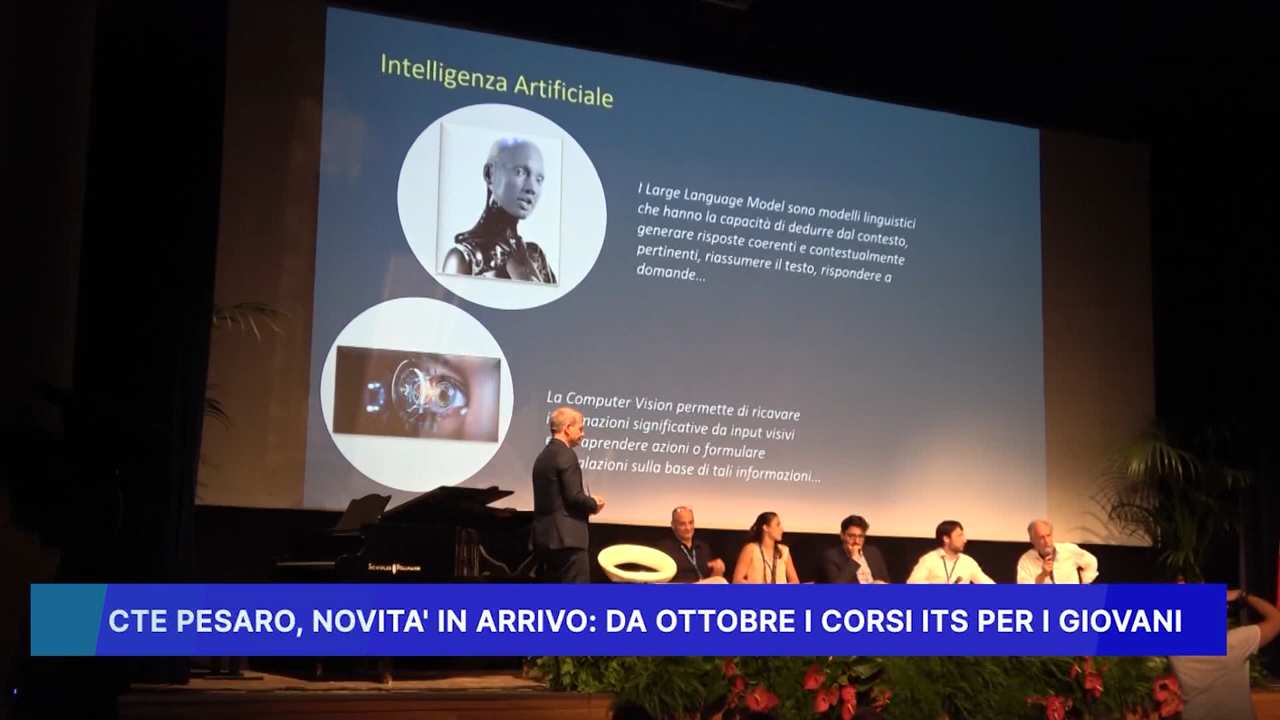 Intelligenza Artificiale
I Large Language Model sono modelli linguistici
che hanno la capacità di dedurre dal contesto,
generare risposte coerenti e contestualmente
pertinenti, riassumere il testo, rispondere a
domande...
La Computer Vision permette di ricavare
significative da input visivi
formulare
sulla base di tali informazioni...
CTE PESARO, NOVITA' IN ARRIVO: DA OTTOBRE I CORSI ITS PER I GIOVANI